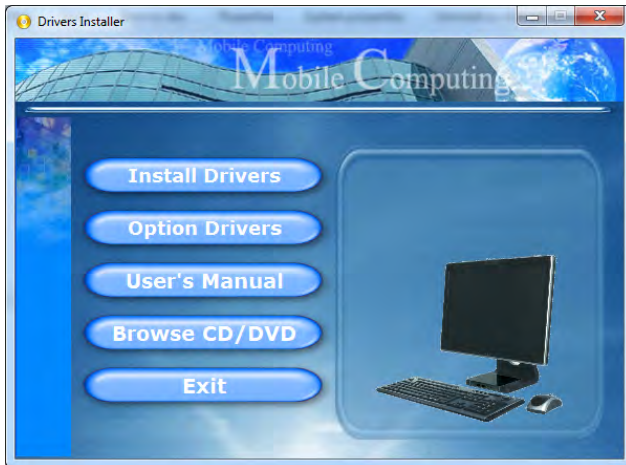 Drivers Installer
Mobile Computing
Mobile Computing
Install Drivers
Option Drivers
User's Manual
Browse CD/DVD
Exit